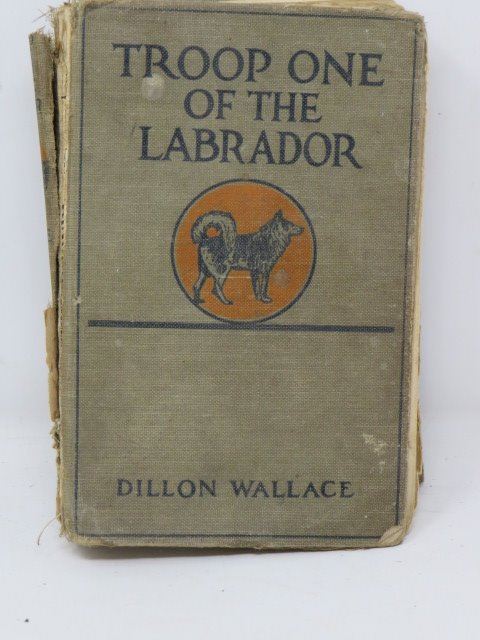 TROOP ONE
OF THE
LABRADOR
DILLON WALLACE